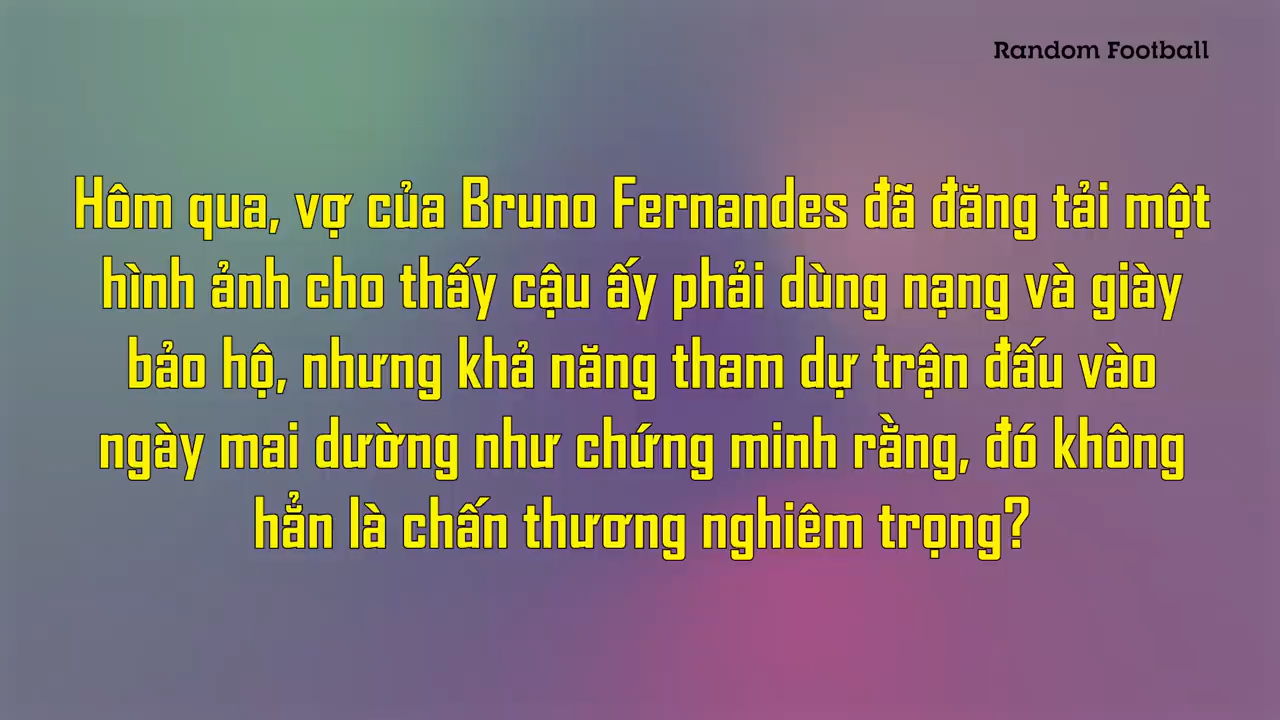 Random Football
Hôm qua, vợ của Bruno Fernandes đã đăng tải một
hình ảnh cho thấy cậu ấy phải dùng nạng và giày
bảo hộ, nhưng khả năng tham dự trận đấu vào
ngày mai dường như chứng minh rằng, đó không
hẳn là chấn thương nghiêm trọng?